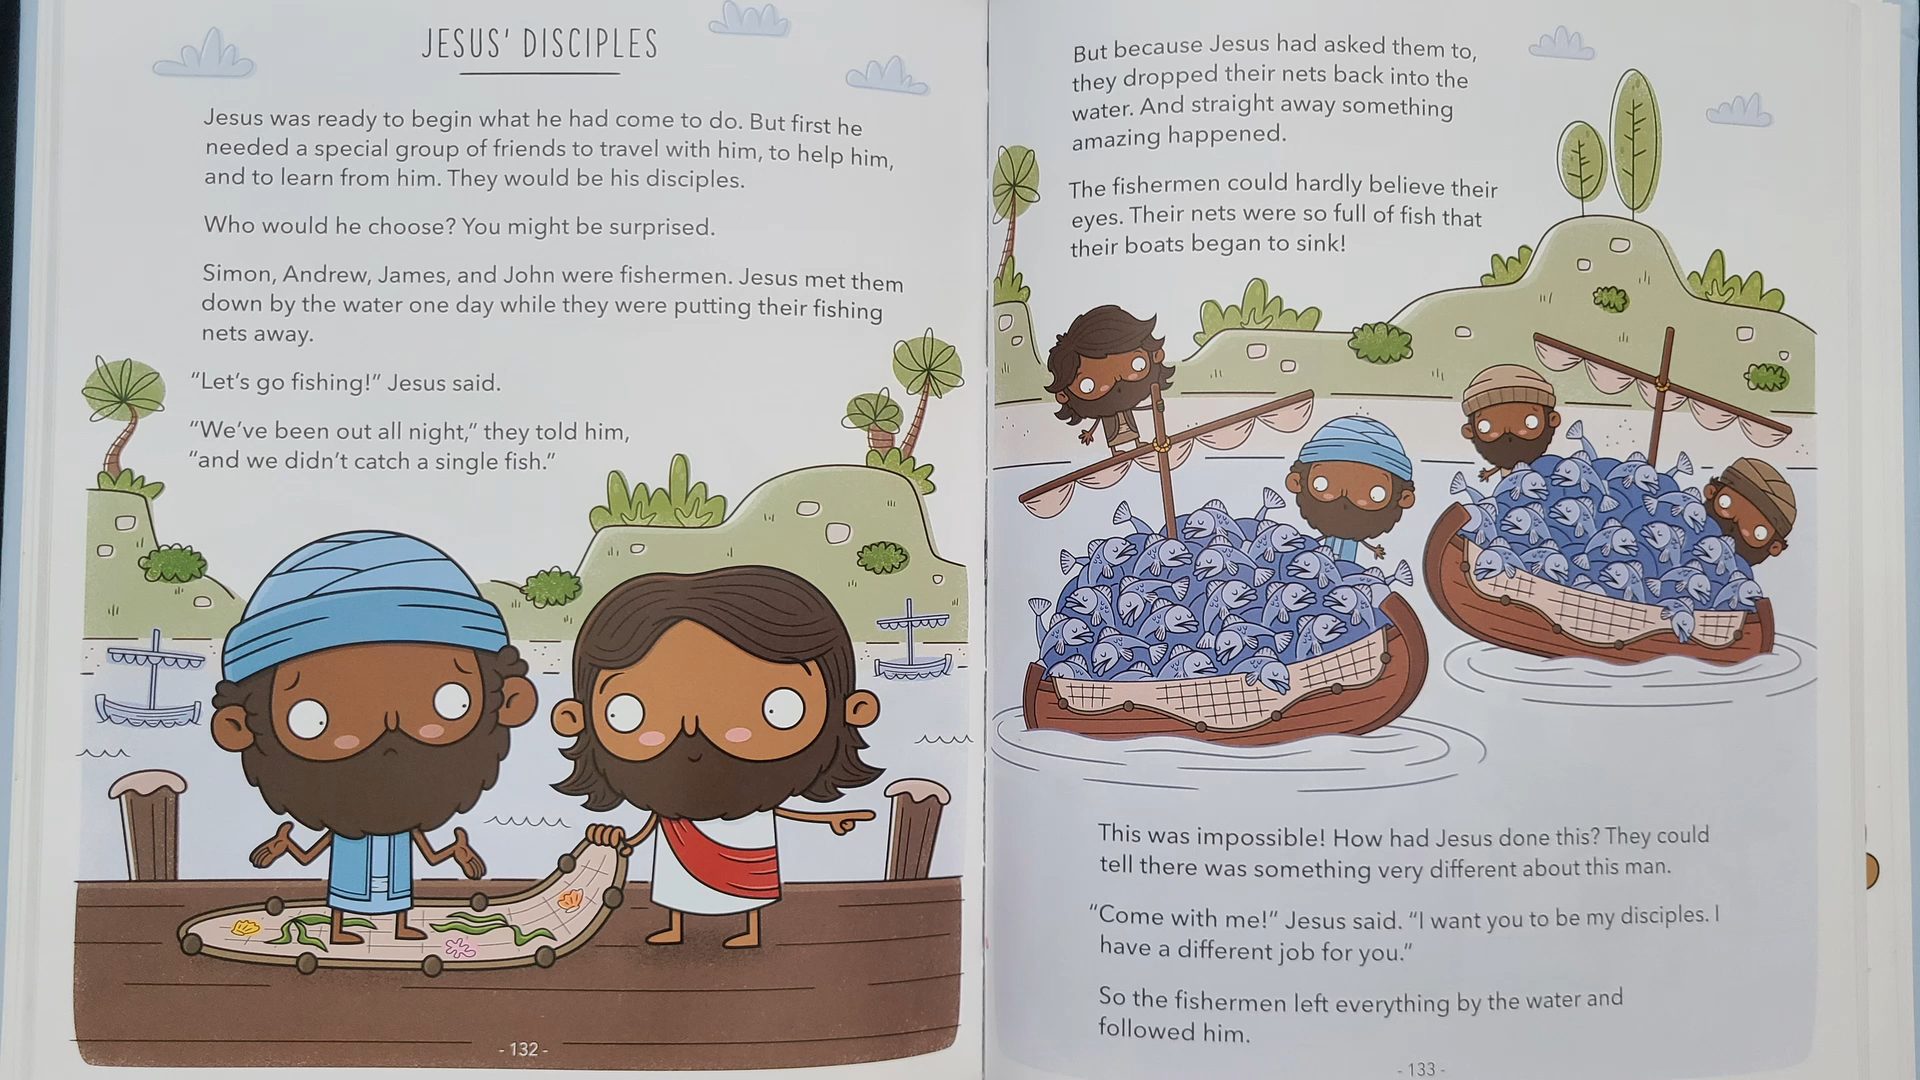 JESUS' DISCIPLES
Jesus was ready to begin what he had come to do. But first he
needed a special group of friends to travel with him, to help him,
and to learn from him. They would be his disciples.
Who would he choose? You might be surprised.
Simon, Andrew, James, and John were fishermen. Jesus met them
down by the water one day while they were putting their fishing
nets away.
“Let’s go fishing!” Jesus said.
“We’ve been out all night,” they told him,
“and we didn’t catch a single fish.”
- 132 -
But because Jesus had asked them to,
they dropped their nets back into the
water. And straight away something
amazing happened.
The fishermen could hardly believe their
eyes. Their nets were so full of fish that
their boats began to sink!
This was impossible! How had Jesus done this? They could
tell there was something very different about this man.
“Come with me!” Jesus said. “I want you to be my disciples. I
have a different job for you.”
So the fishermen left everything by the water and
followed him.
- 133 -